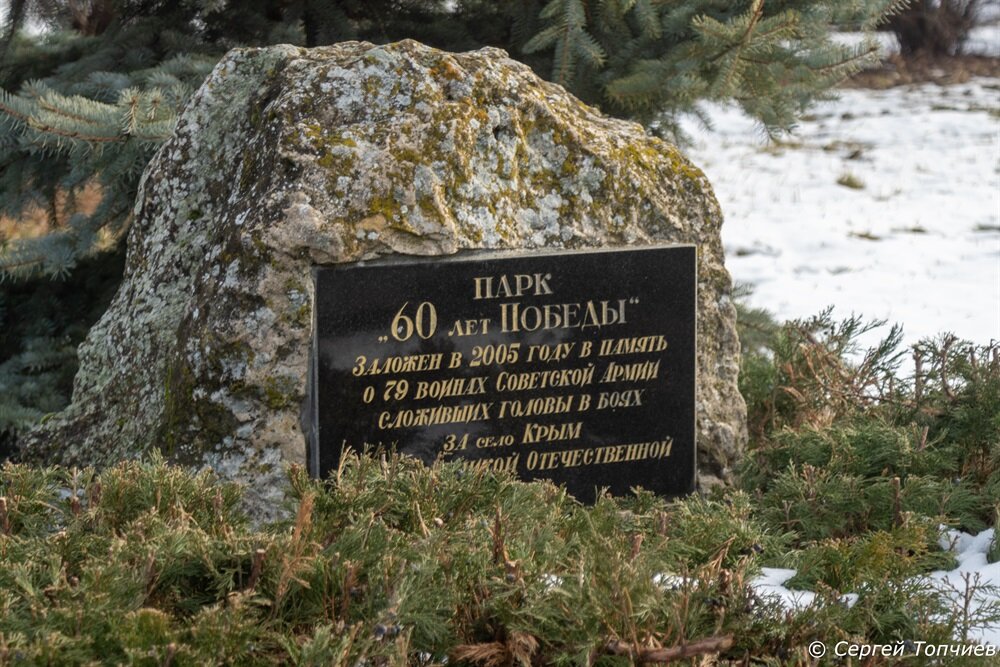 ПАРК
„60 лет ПОБЕДЫ“
ЗАЛОЖЕН В 2005 ГОДУ В ПАМЯТЬ
О 79 ВОИНАХ СОВЕТСКОЙ АРМИИ
СЛОЖИВШИХ ГОЛОВЫ В БОЯХ
ЗА СЕЛО КРЫМ
ОТЕЧЕСТВЕННОЙ
© Сергей Топчиев